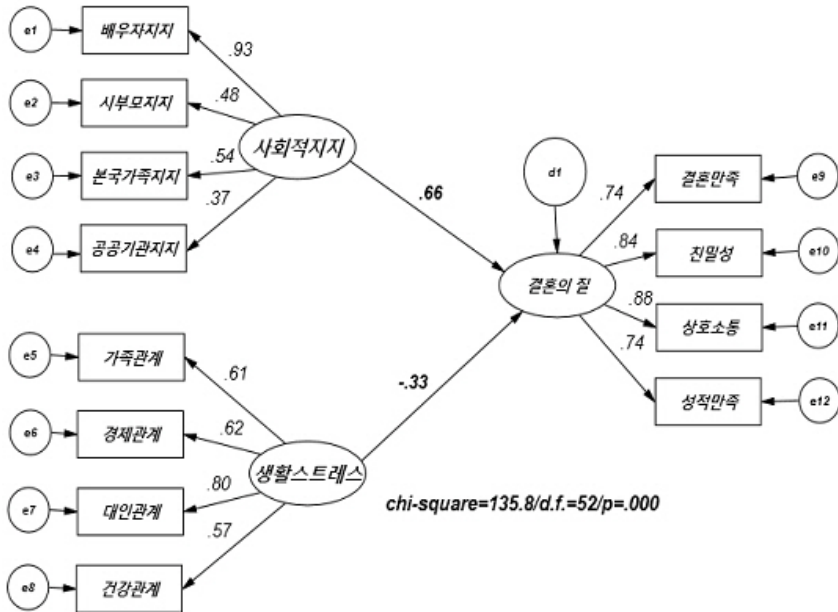 e1
배우자지지
.93
e2
시부모지지
.48
사회적지지
e3
본국가족지지
.54
e4
공공기관지지
.37
.66
d1
.74
결혼만족
e9
.84
친밀성
e10
결혼의 질
.88
상호소통
e11
.74
성적만족
e12
e5
가족관계
.61
-.33
e6
경제관계
.62
생활스트레스
e7
대인관계
.80
chi-square=135.8/d.f.=52/p=.000
e8
건강관계
.57